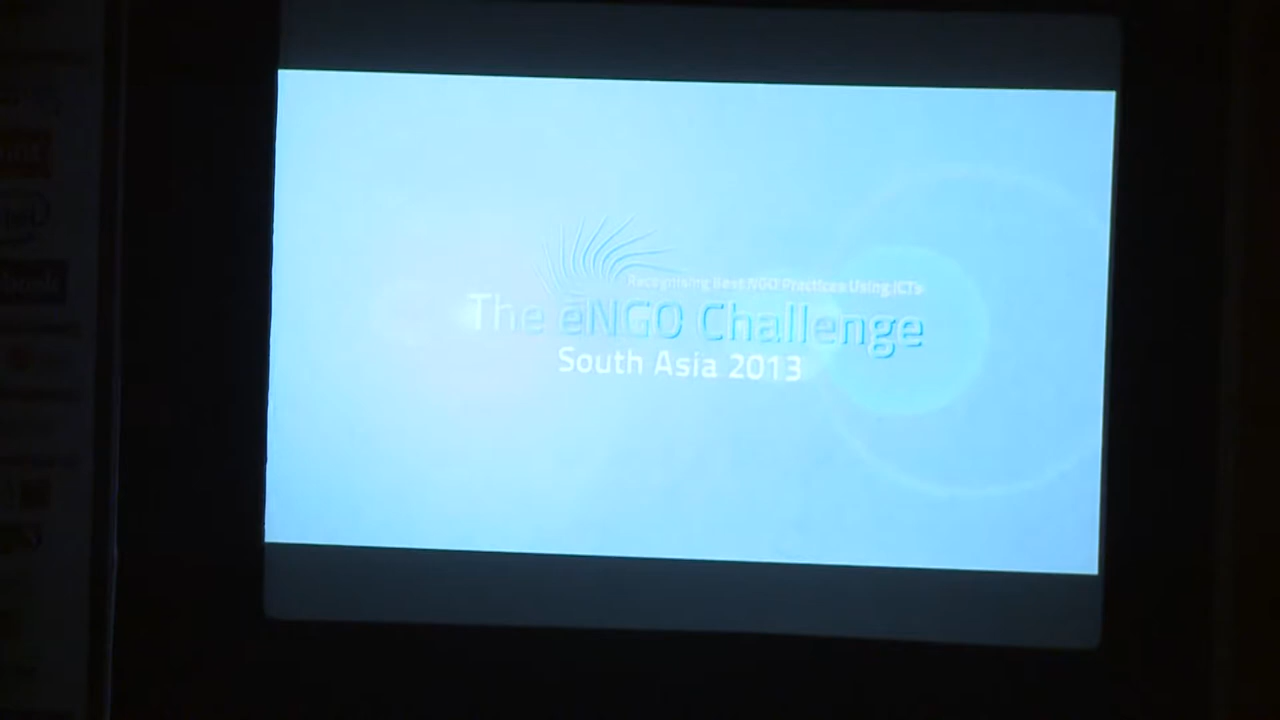 Recognising Best NGO Practices Using ICTs
The eNGO Challenge
South Asia 2013